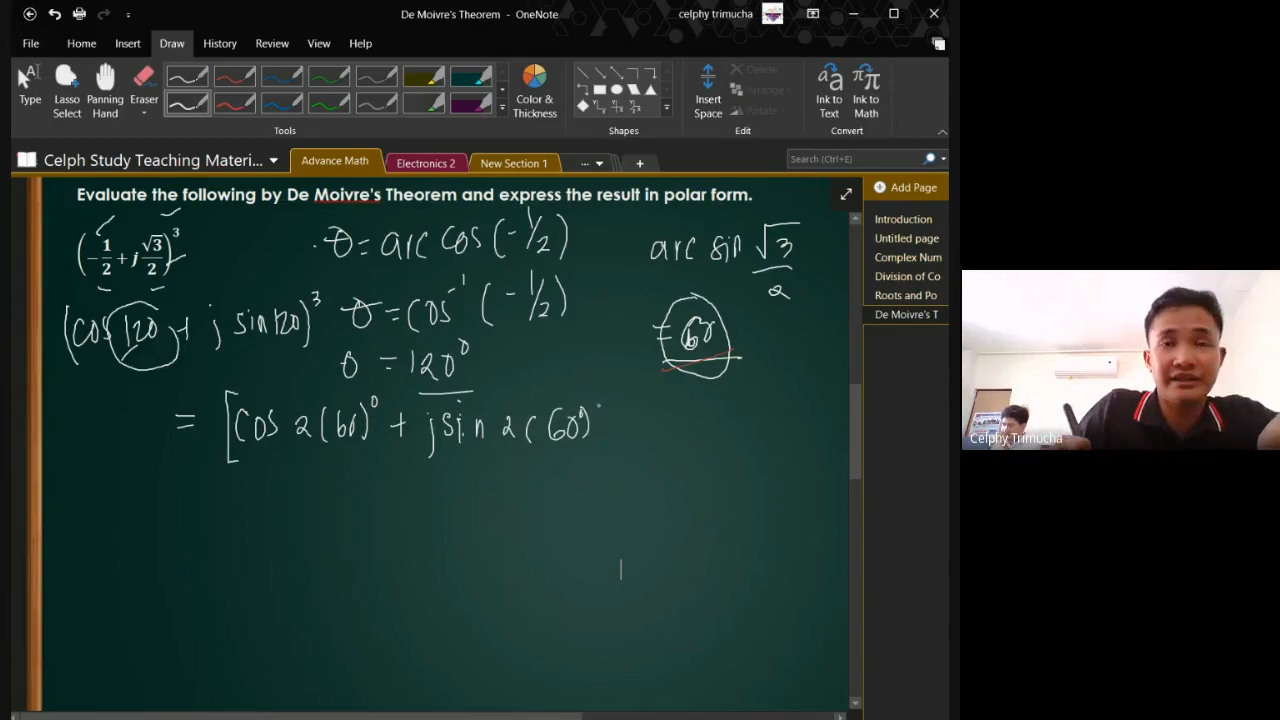 De Moivre's Theorem - OneNote
celphy trimucha
File Home Insert Draw History Review View Help
Type
Lasso Select
Panning Hand
Eraser
Color & Thickness
Insert Space
Delete
Arrange
Rotate
Ink to Text
Ink to Math
Tools
Shapes
Edit
Convert
Celph Study Teaching Materi...
Advance Math
Electronics 2
New Section 1
...
Search (Ctrl+E)
Add Page
Introduction
Untitled page
Complex Num
Division of Co
Roots and Po
De Moivre's T
Evaluate the following by De Moivre's Theorem and express the result in polar form.
(-1/2 + j √3/2)³
θ = arc cos (-1/2)
arc sin √3/2
(cos 120 + j sin 120)³
θ = cos⁻¹ (-1/2)
= 60
θ = 120°
= [cos 2(60)° + j sin 2(60°)
Celphy Trimucha